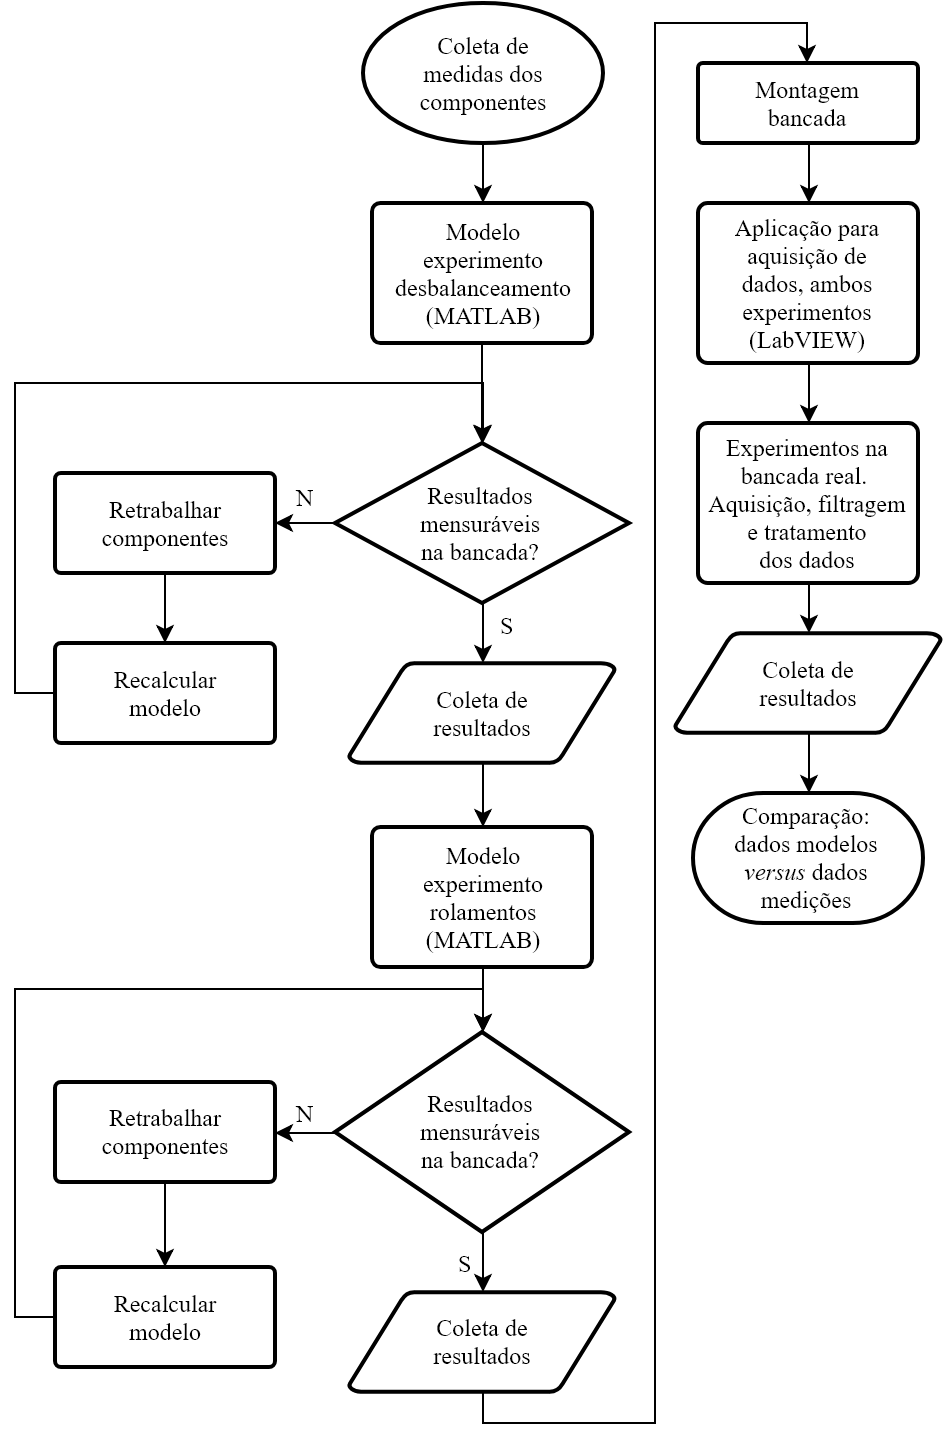 Coleta de
medidas dos
componentes
Modelo
experimento
desbalanceamento
(MATLAB)
Resultados
mensuráveis
na bancada?
N
Retrabalhar
componentes
Recalcular
modelo
S
Coleta de
resultados
Modelo
experimento
rolamentos
(MATLAB)
Resultados
mensuráveis
na bancada?
N
Retrabalhar
componentes
Recalcular
modelo
S
Coleta de
resultados
Montagem
bancada
Aplicação para
aquisição de
dados, ambos
experimentos
(LabVIEW)
Experimentos na
bancada real.
Aquisição, filtragem
e tratamento
dos dados
Coleta de
resultados
Comparação:
dados modelos
versus dados
medições